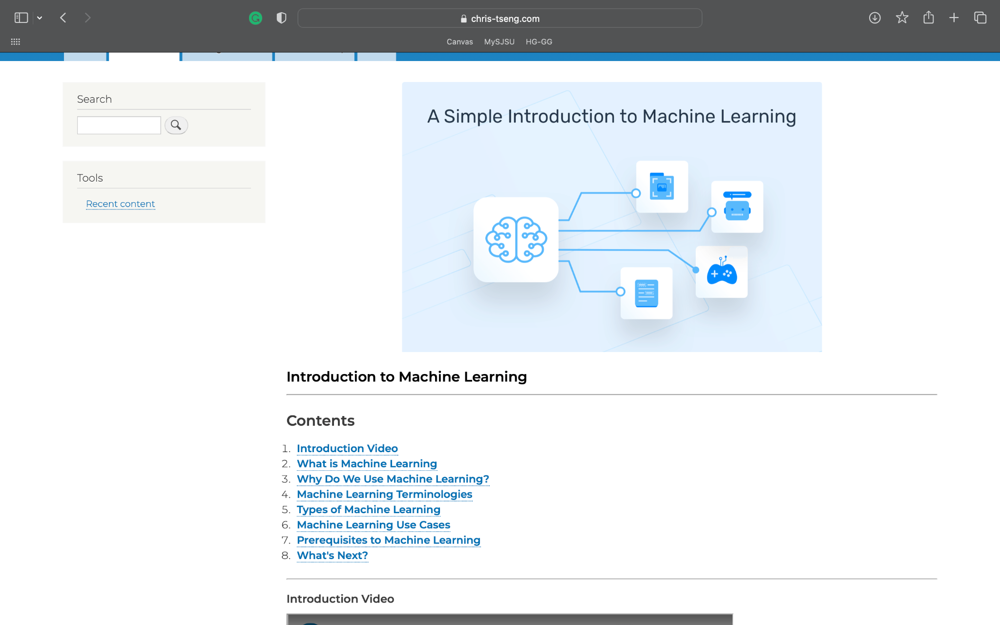 chris-tseng.com
Canvas MySJSU HG-GG
Search
Tools
Recent content
A Simple Introduction to Machine Learning
Introduction to Machine Learning
Contents
1. Introduction Video
2. What is Machine Learning
3. Why Do We Use Machine Learning?
4. Machine Learning Terminologies
5. Types of Machine Learning
6. Machine Learning Use Cases
7. Prerequisites to Machine Learning
8. What's Next?
Introduction Video